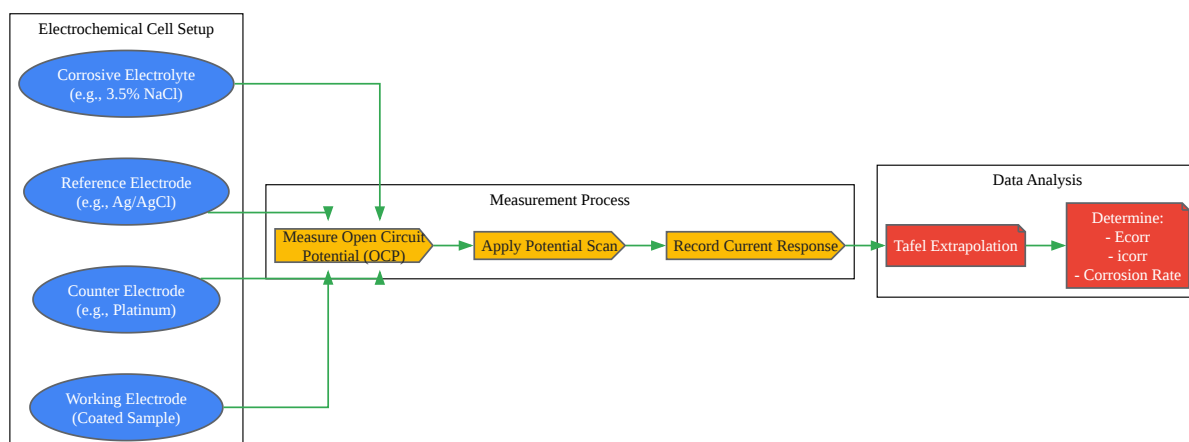 Electrochemical Cell Setup
Corrosive Electrolyte
(e.g., 3.5% NaCl)
Reference Electrode
(e.g., Ag/AgCl)
Counter Electrode
(e.g., Platinum)
Working Electrode
(Coated Sample)
Measurement Process
Measure Open Circuit
Potential (OCP)
Apply Potential Scan
Record Current Response
Data Analysis
Tafel Extrapolation
Determine:
- Ecorr
- icorr
- Corrosion Rate